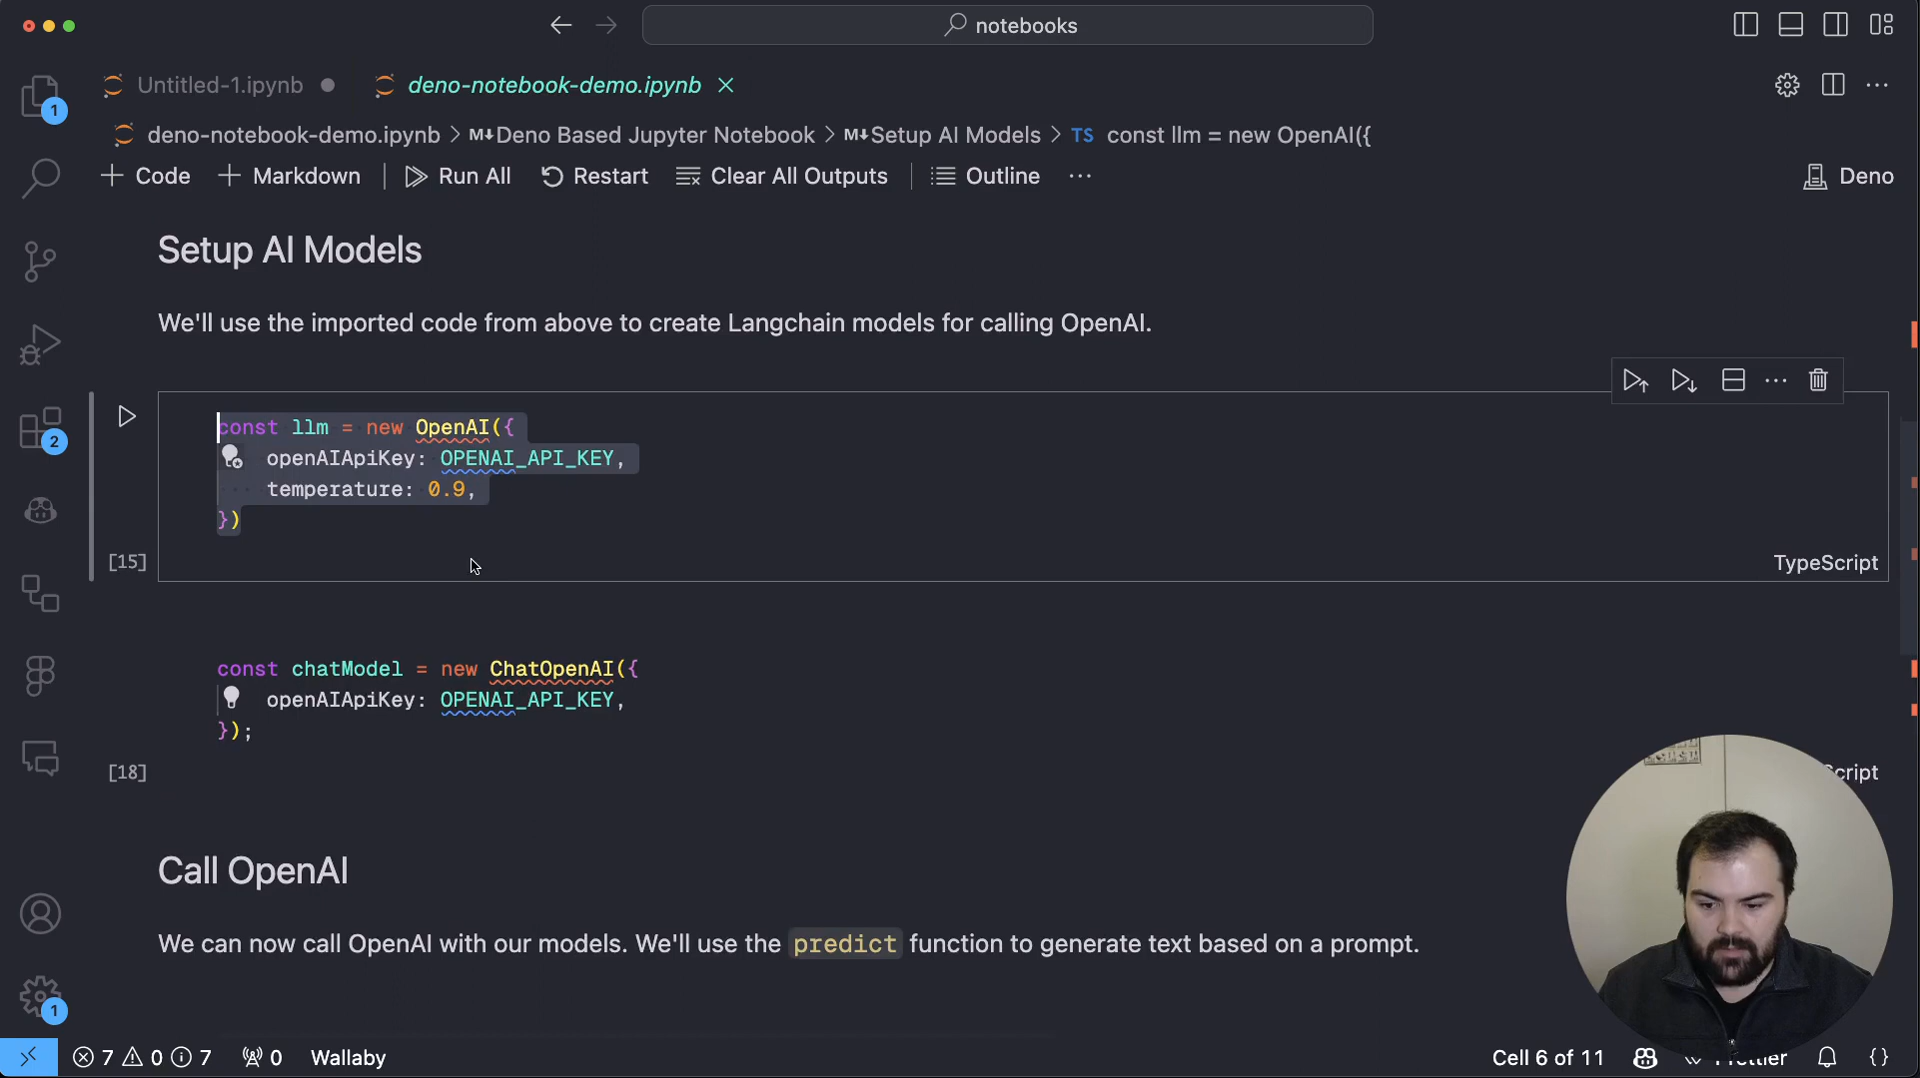 notebooks
Untitled-1.ipynb
deno-notebook-demo.ipynb
deno-notebook-demo.ipynb > M↓Deno Based Jupyter Notebook > M↓Setup AI Models > TS const llm = new OpenAI({
+ Code + Markdown Run All Restart Clear All Outputs Outline ... Deno
Setup AI Models
We'll use the imported code from above to create Langchain models for calling OpenAI.
const llm = new OpenAI({
openAIApiKey: OPENAI_API_KEY,
temperature: 0.9,
})
[15]
TypeScript
const chatModel = new ChatOpenAI({
openAIApiKey: OPENAI_API_KEY,
});
[18]
cript
Call OpenAI
We can now call OpenAI with our models. We'll use the predict function to generate text based on a prompt.
1
2
1
7 0 7 0 Wallaby Cell 6 of 11 Prettier {}